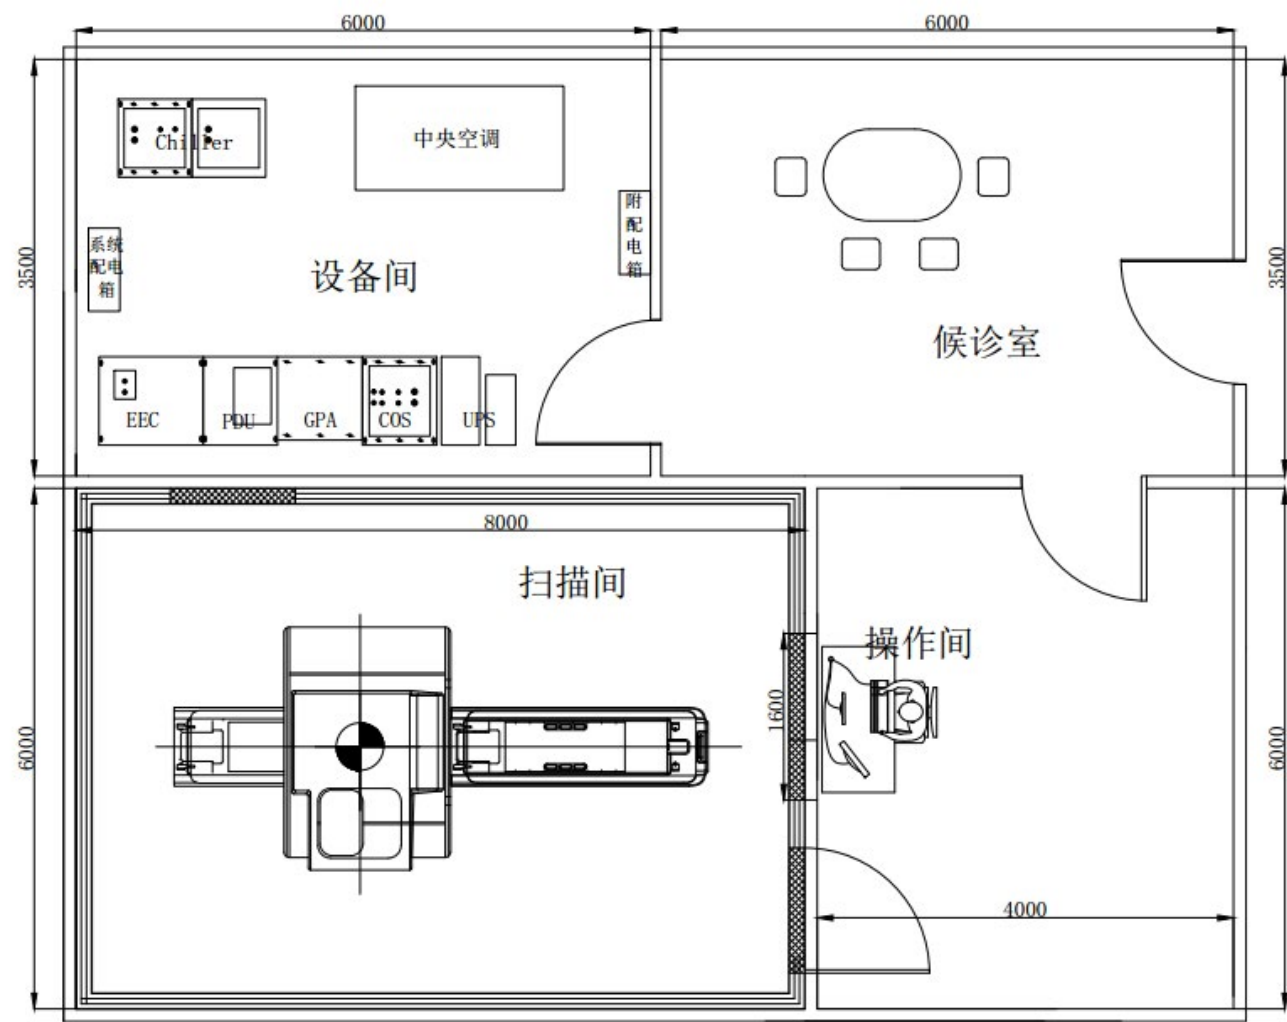 6000
6000
Chiller
中央空调
附
配
电
箱
系统
配电
箱
3500
设备间
3500
候诊室
EEC
PDU
GPA
COS
UPS
8000
扫描间
操作间
1600
6000
6000
4000